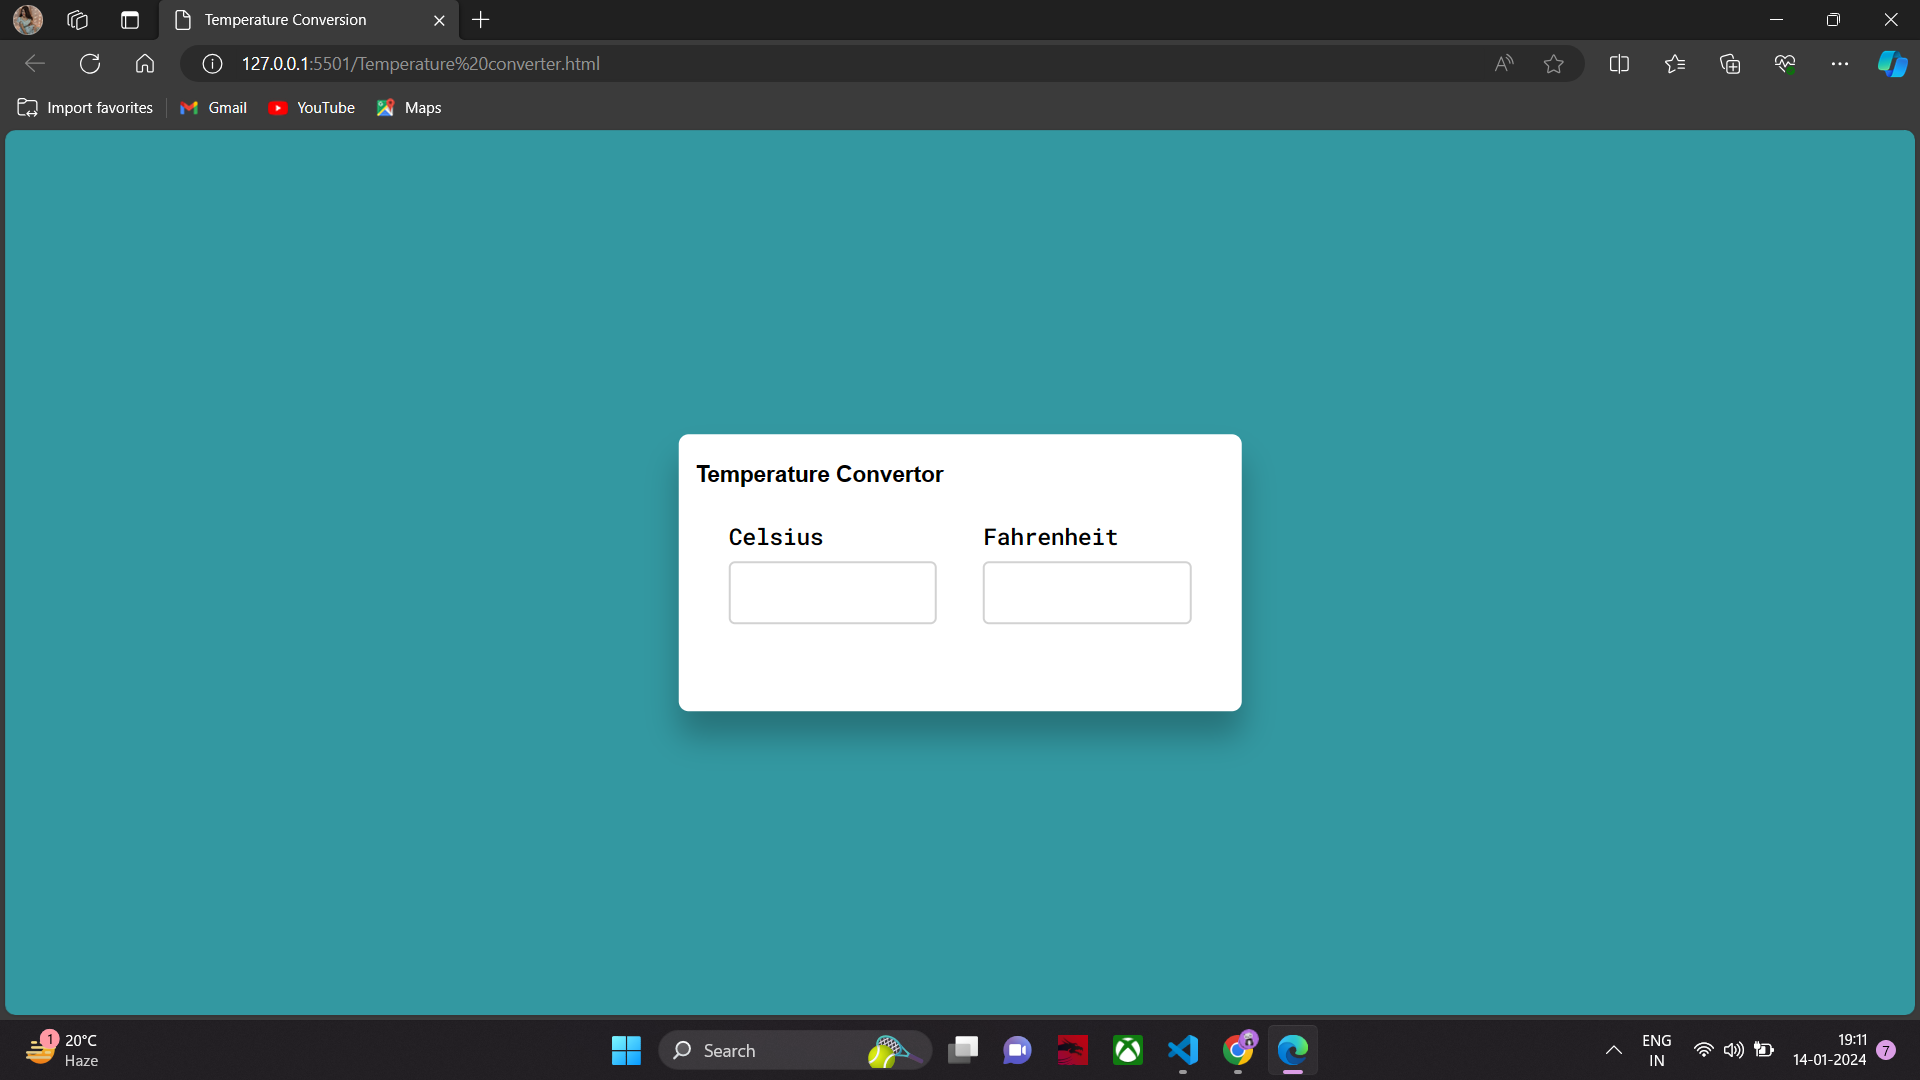 Temperature Conversion
127.0.0.1:5501/Temperature%20converter.html
Import favorites
Gmail
YouTube
Maps
Temperature Convertor
Celsius
Fahrenheit
1
20°C
Haze
Search
ENG
IN
19:11
14-01-2024
7